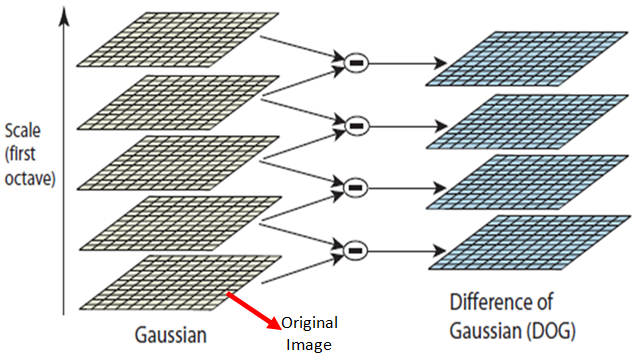 Scale
(first
octave)
Gaussian
Original
Image
Difference of
Gaussian (DOG)